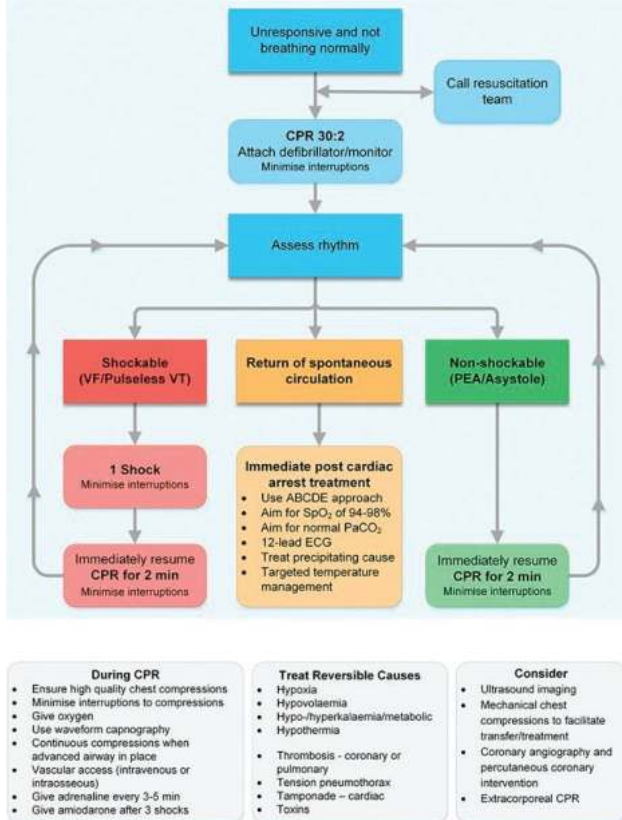 Unresponsive and not
breathing normally
Call resuscitation
team
CPR 30:2
Attach defibrillator/monitor
Minimise interruptions
Assess rhythm
Shockable
(VF/Pulseless VT)
Return of spontaneous
circulation
Non-shockable
(PEA/Asystole)
1 Shock
Minimise interruptions
Immediately resume
CPR for 2 min
Minimise interruptions
Immediate post cardiac
arrest treatment
• Use ABCDE approach
• Aim for SpO₂ of 94-98%
• Aim for normal PaCO₂
• 12-lead ECG
• Treat precipitating cause
• Targeted temperature
management
Immediately resume
CPR for 2 min
Minimise interruptions
During CPR
• Ensure high quality chest compressions
• Minimise interruptions to compressions
• Give oxygen
• Use waveform capnography
• Continuous compressions when
advanced airway in place
• Vascular access (intravenous or
intraosseous)
• Give adrenaline every 3-5 min
• Give amiodarone after 3 shocks
Treat Reversible Causes
• Hypoxia
• Hypovolaemia
• Hypo-/hyperkalaemia/metabolic
• Hypothermia
• Thrombosis - coronary or
pulmonary
• Tension pneumothorax
• Tamponade – cardiac
• Toxins
Consider
• Ultrasound imaging
• Mechanical chest
compressions to facilitate
transfer/treatment
• Coronary angiography and
percutaneous coronary
intervention
• Extracorporeal CPR